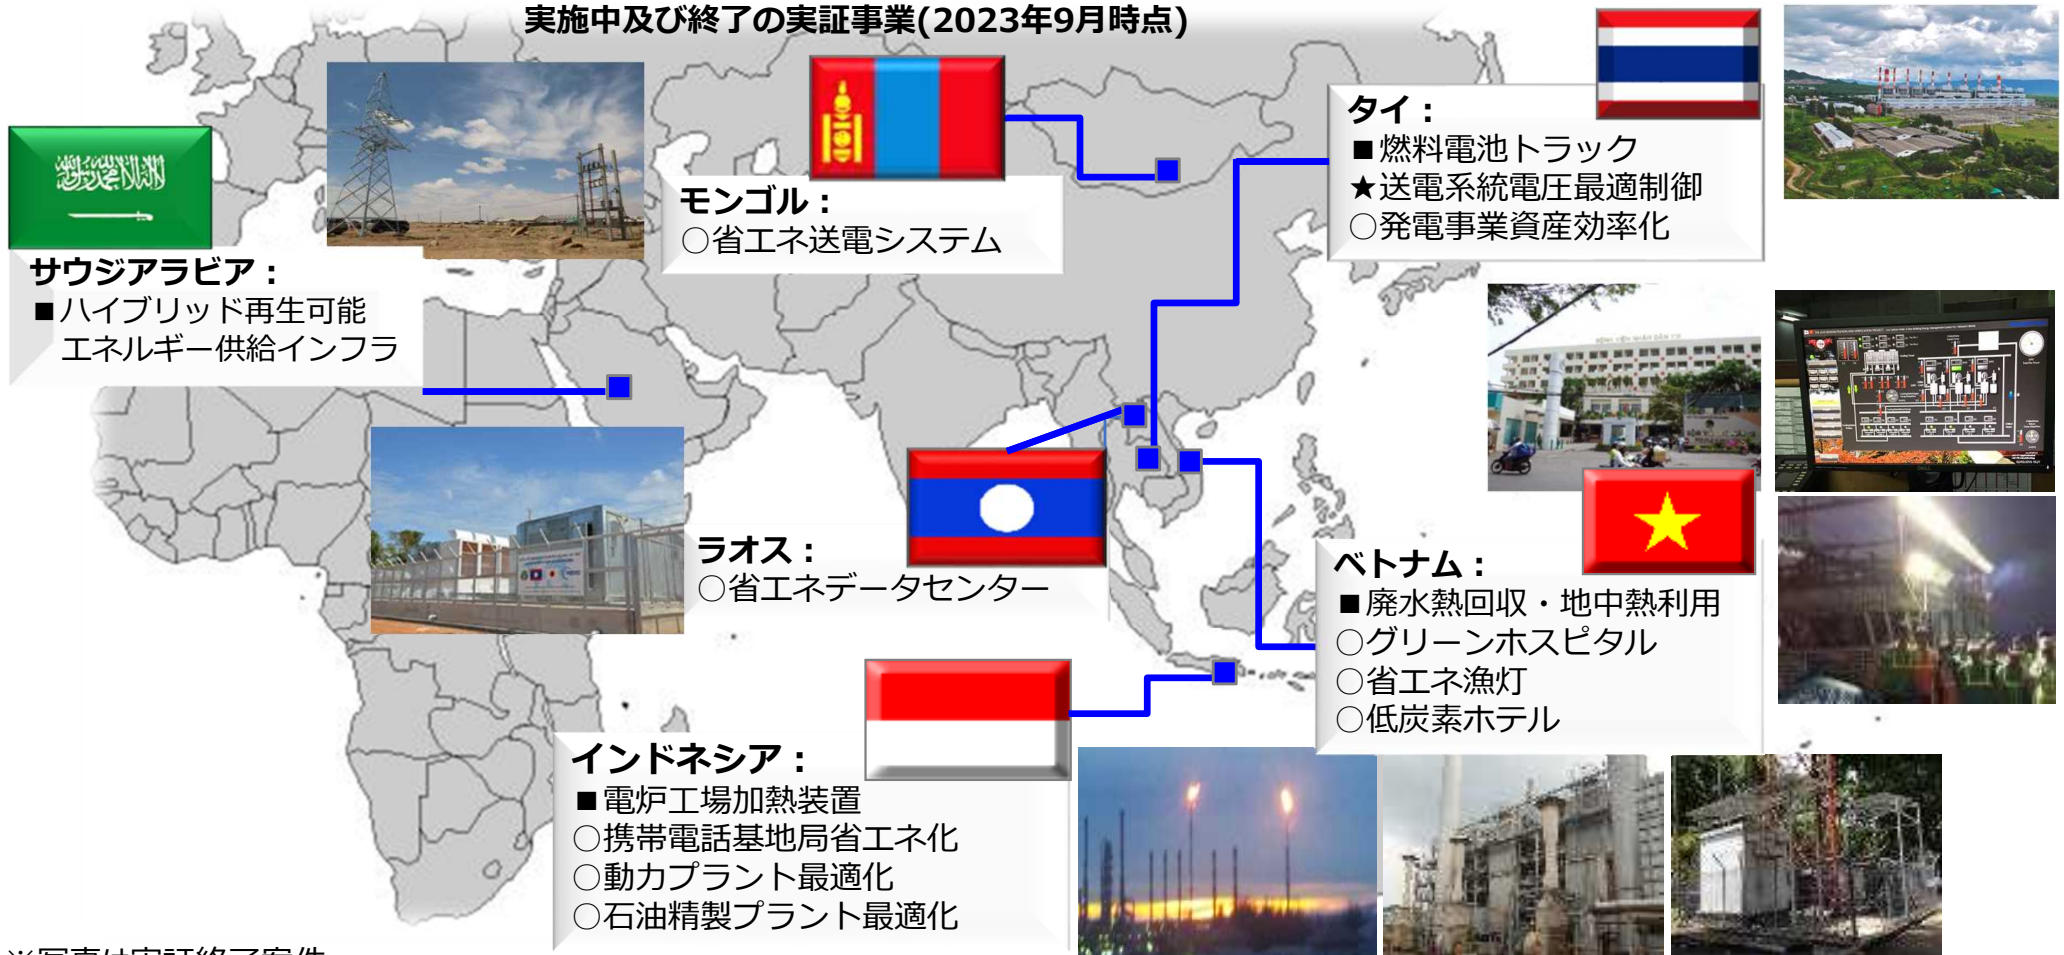 実施中及び終了の実証事業(2023年9月時点)
サウジアラビア：
■ハイブリッド再生可能
エネルギー供給インフラ
モンゴル：
○省エネ送電システム
タイ：
■燃料電池トラック
★送電系統電圧最適制御
○発電事業資産効率化
ラオス：
○省エネデータセンター
ベトナム：
■廃水熱回収・地中熱利用
○グリーンホスピタル
○省エネ漁灯
○低炭素ホテル
インドネシア：
■電炉工場加熱装置
○携帯電話基地局省エネ化
○動力プラント最適化
○石油精製プラント最適化
※写真は実証終了案件